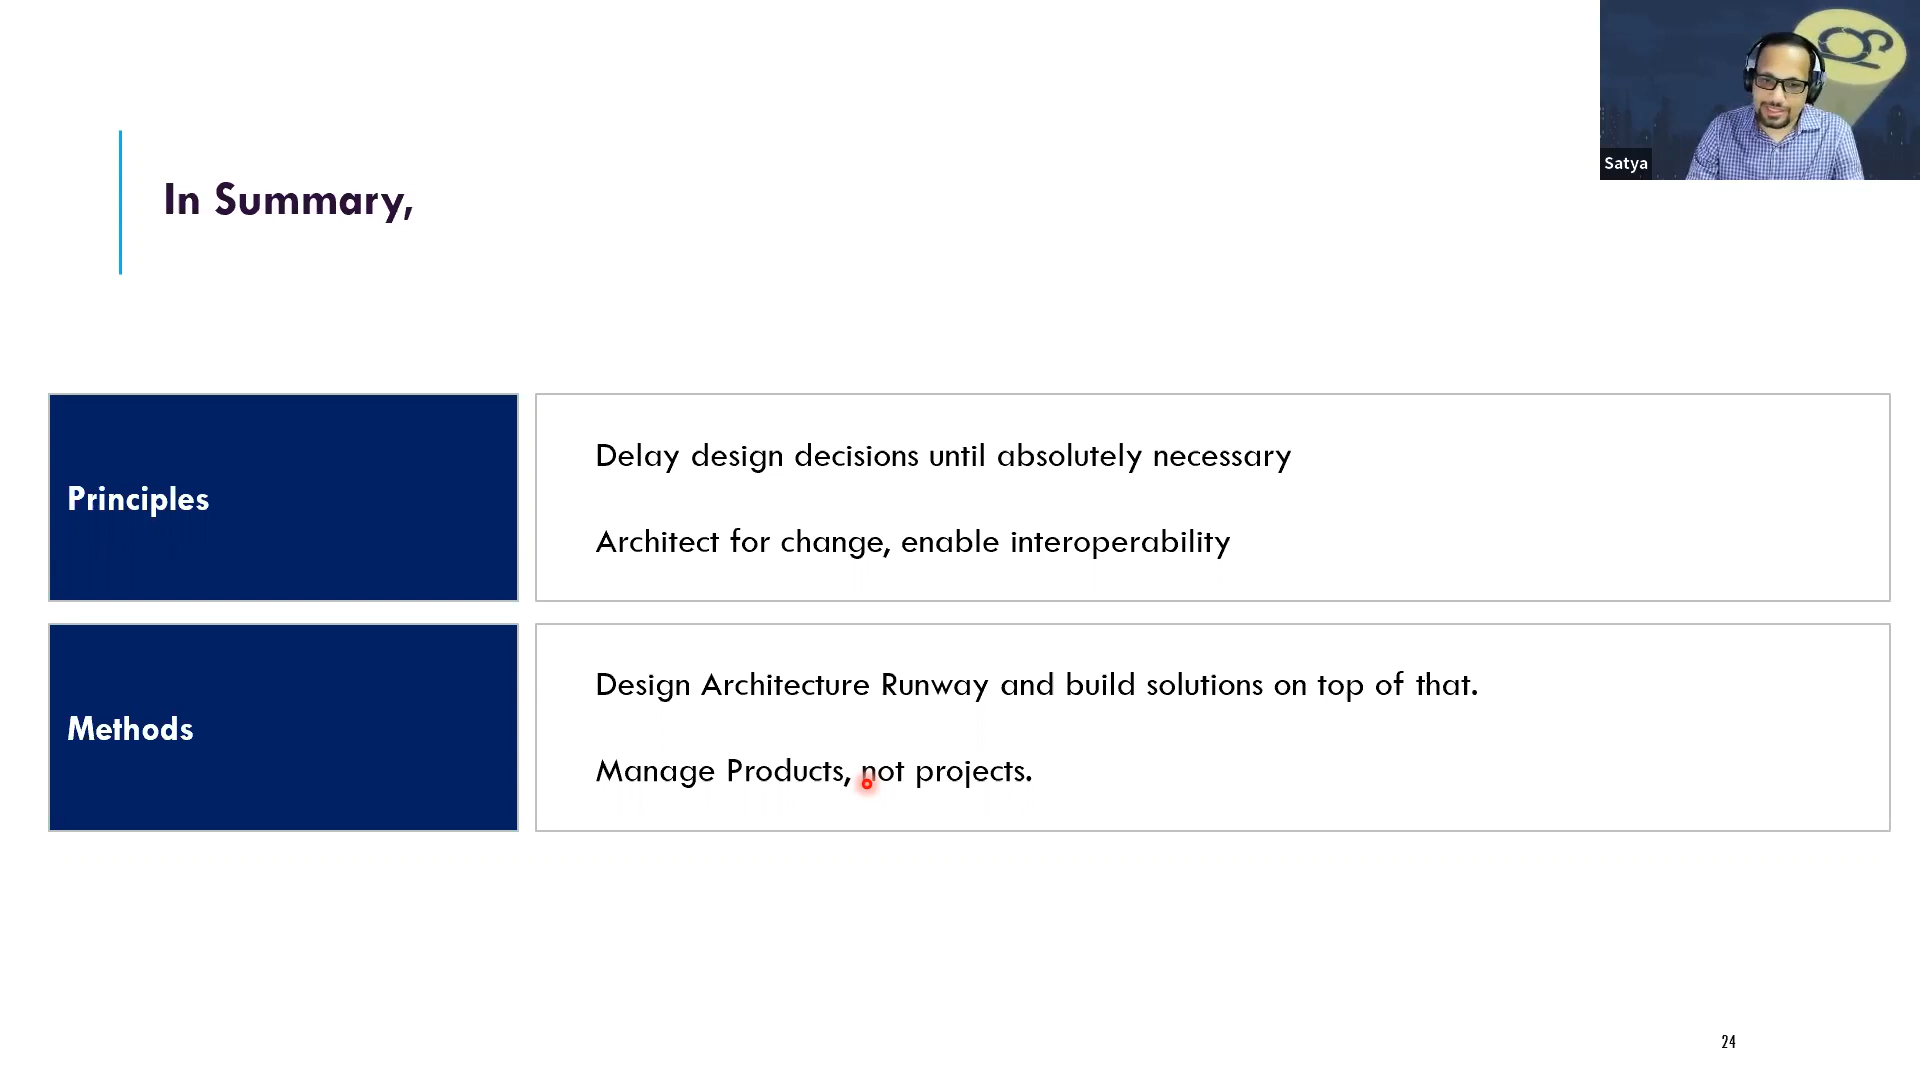 Satya
In Summary,
Principles
Delay design decisions until absolutely necessary
Architect for change, enable interoperability
Methods
Design Architecture Runway and build solutions on top of that.
Manage Products, not projects.
24